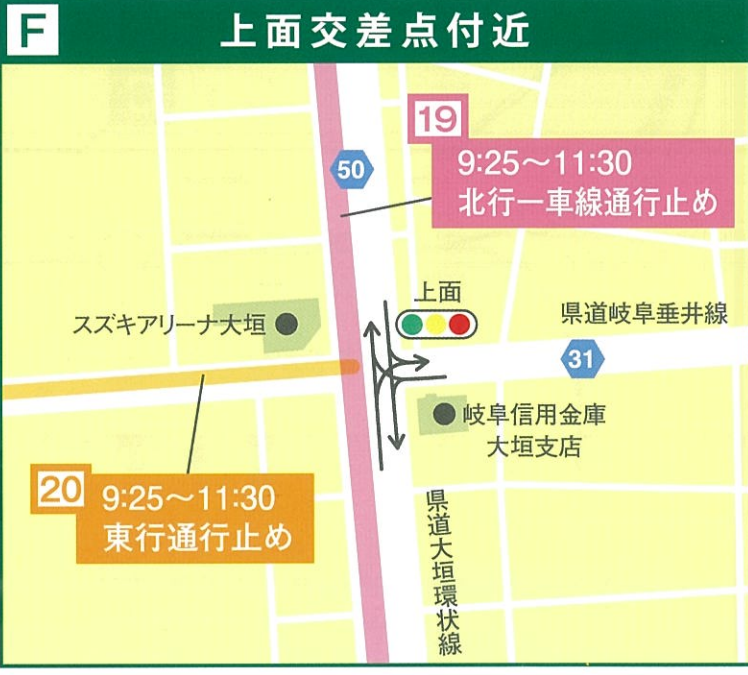 F 上面交差点付近
19
9:25〜11:30
北行一車線通行止め
50
上面
スズキアリーナ大垣
県道岐阜垂井線
31
岐阜信用金庫
大垣支店
20
9:25〜11:30
東行通行止め
県道大垣環状線